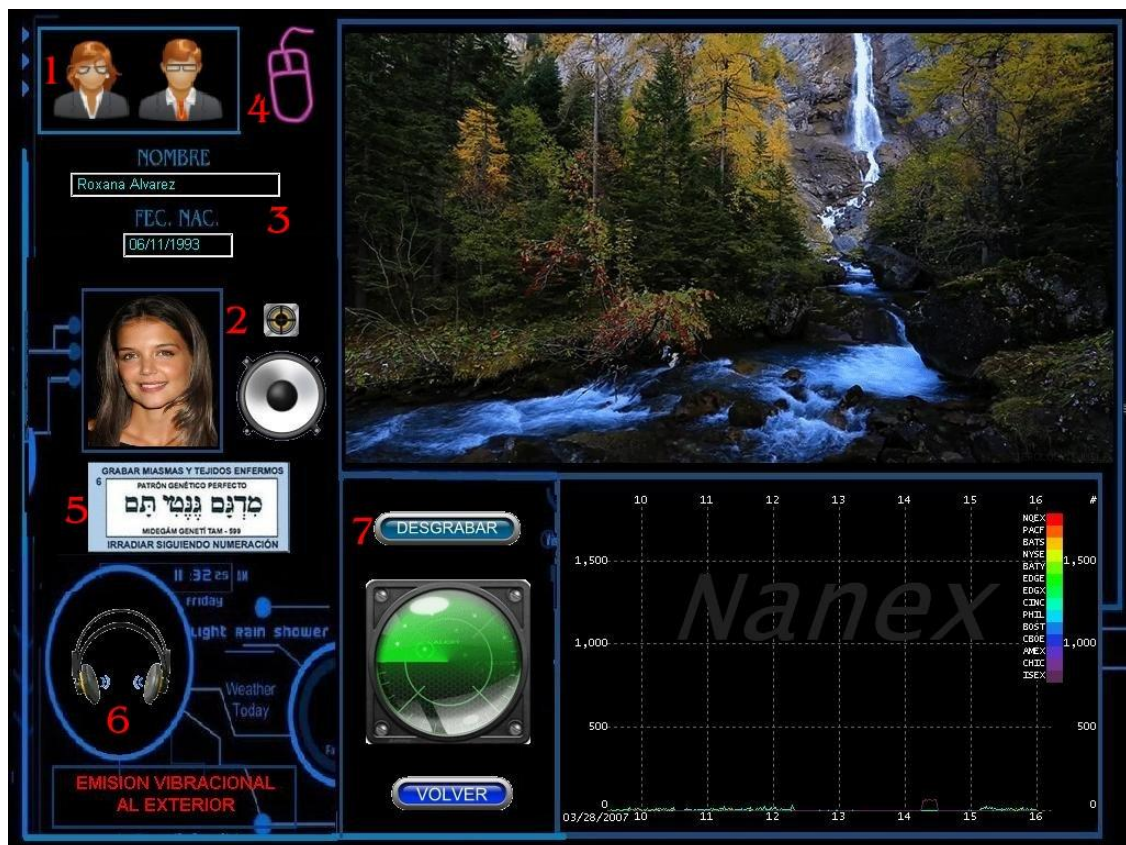 1
4
NOMBRE
Roxana Alvarez
3
FEC. NAC.
06/11/1993
2
GRABAR MIASMAS Y TEJIDOS ENFERMOS
6
PATRÓN GENÉTICO PERFECTO
מִדְגָּם גֶּנֶטִי תָּם
MIDEGÁM GENETÍ TAM - 599
IRRADIAR SIGUIENDO NUMERACIÓN
5
11:32 25 AM
Friday
Light Rain shower
Weather
Today
6
EMISION VIBRACIONAL
AL EXTERIOR
7
DESGRABAR
VOLVER
10 11 12 13 14 15 16 #
NQEX
PACF
BATS
NYSE
BATY
EDGE
EDGX
CINC
PHIL
BOST
CBOE
AMEX
CHIC
ISEX
Nanex
1,500 1,500
1,000 1,000
500 500
0 0
03/28/2007 10 11 12 13 14 15 16